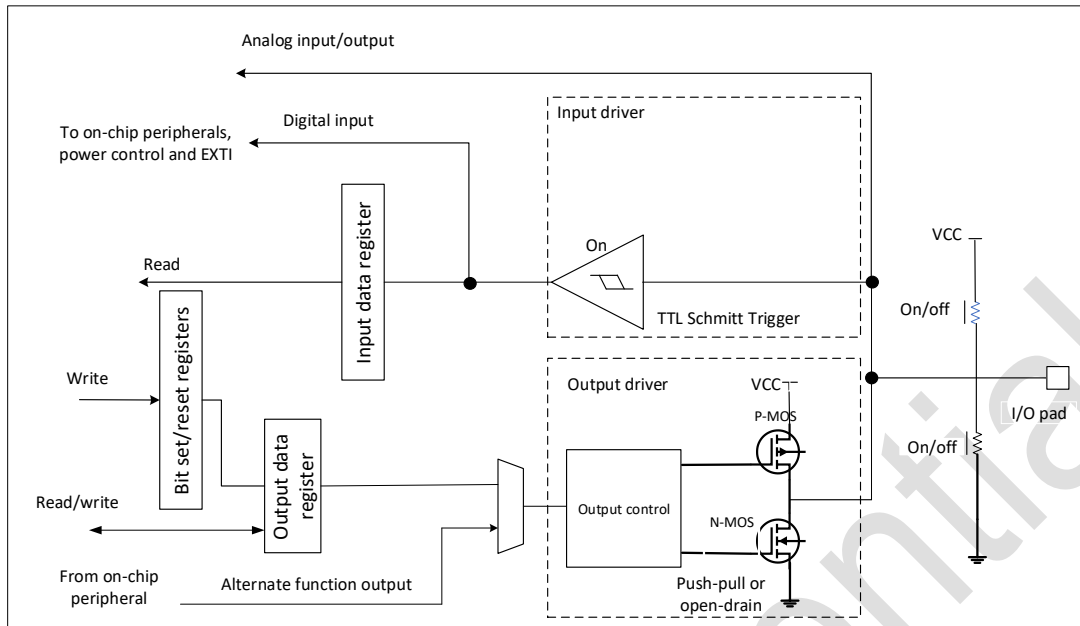 Analog input/output
Input driver
Digital input
To on-chip peripherals,
power control and EXTI
Input data register
On
VCC
Read
On/off
TTL Schmitt Trigger
Bit set/reset registers
Write
Output driver
VCC
P-MOS
I/O pad
Output data
register
On/off
Read/write
Output control
N-MOS
Push-pull or
open-drain
From on-chip
peripheral
Alternate function output